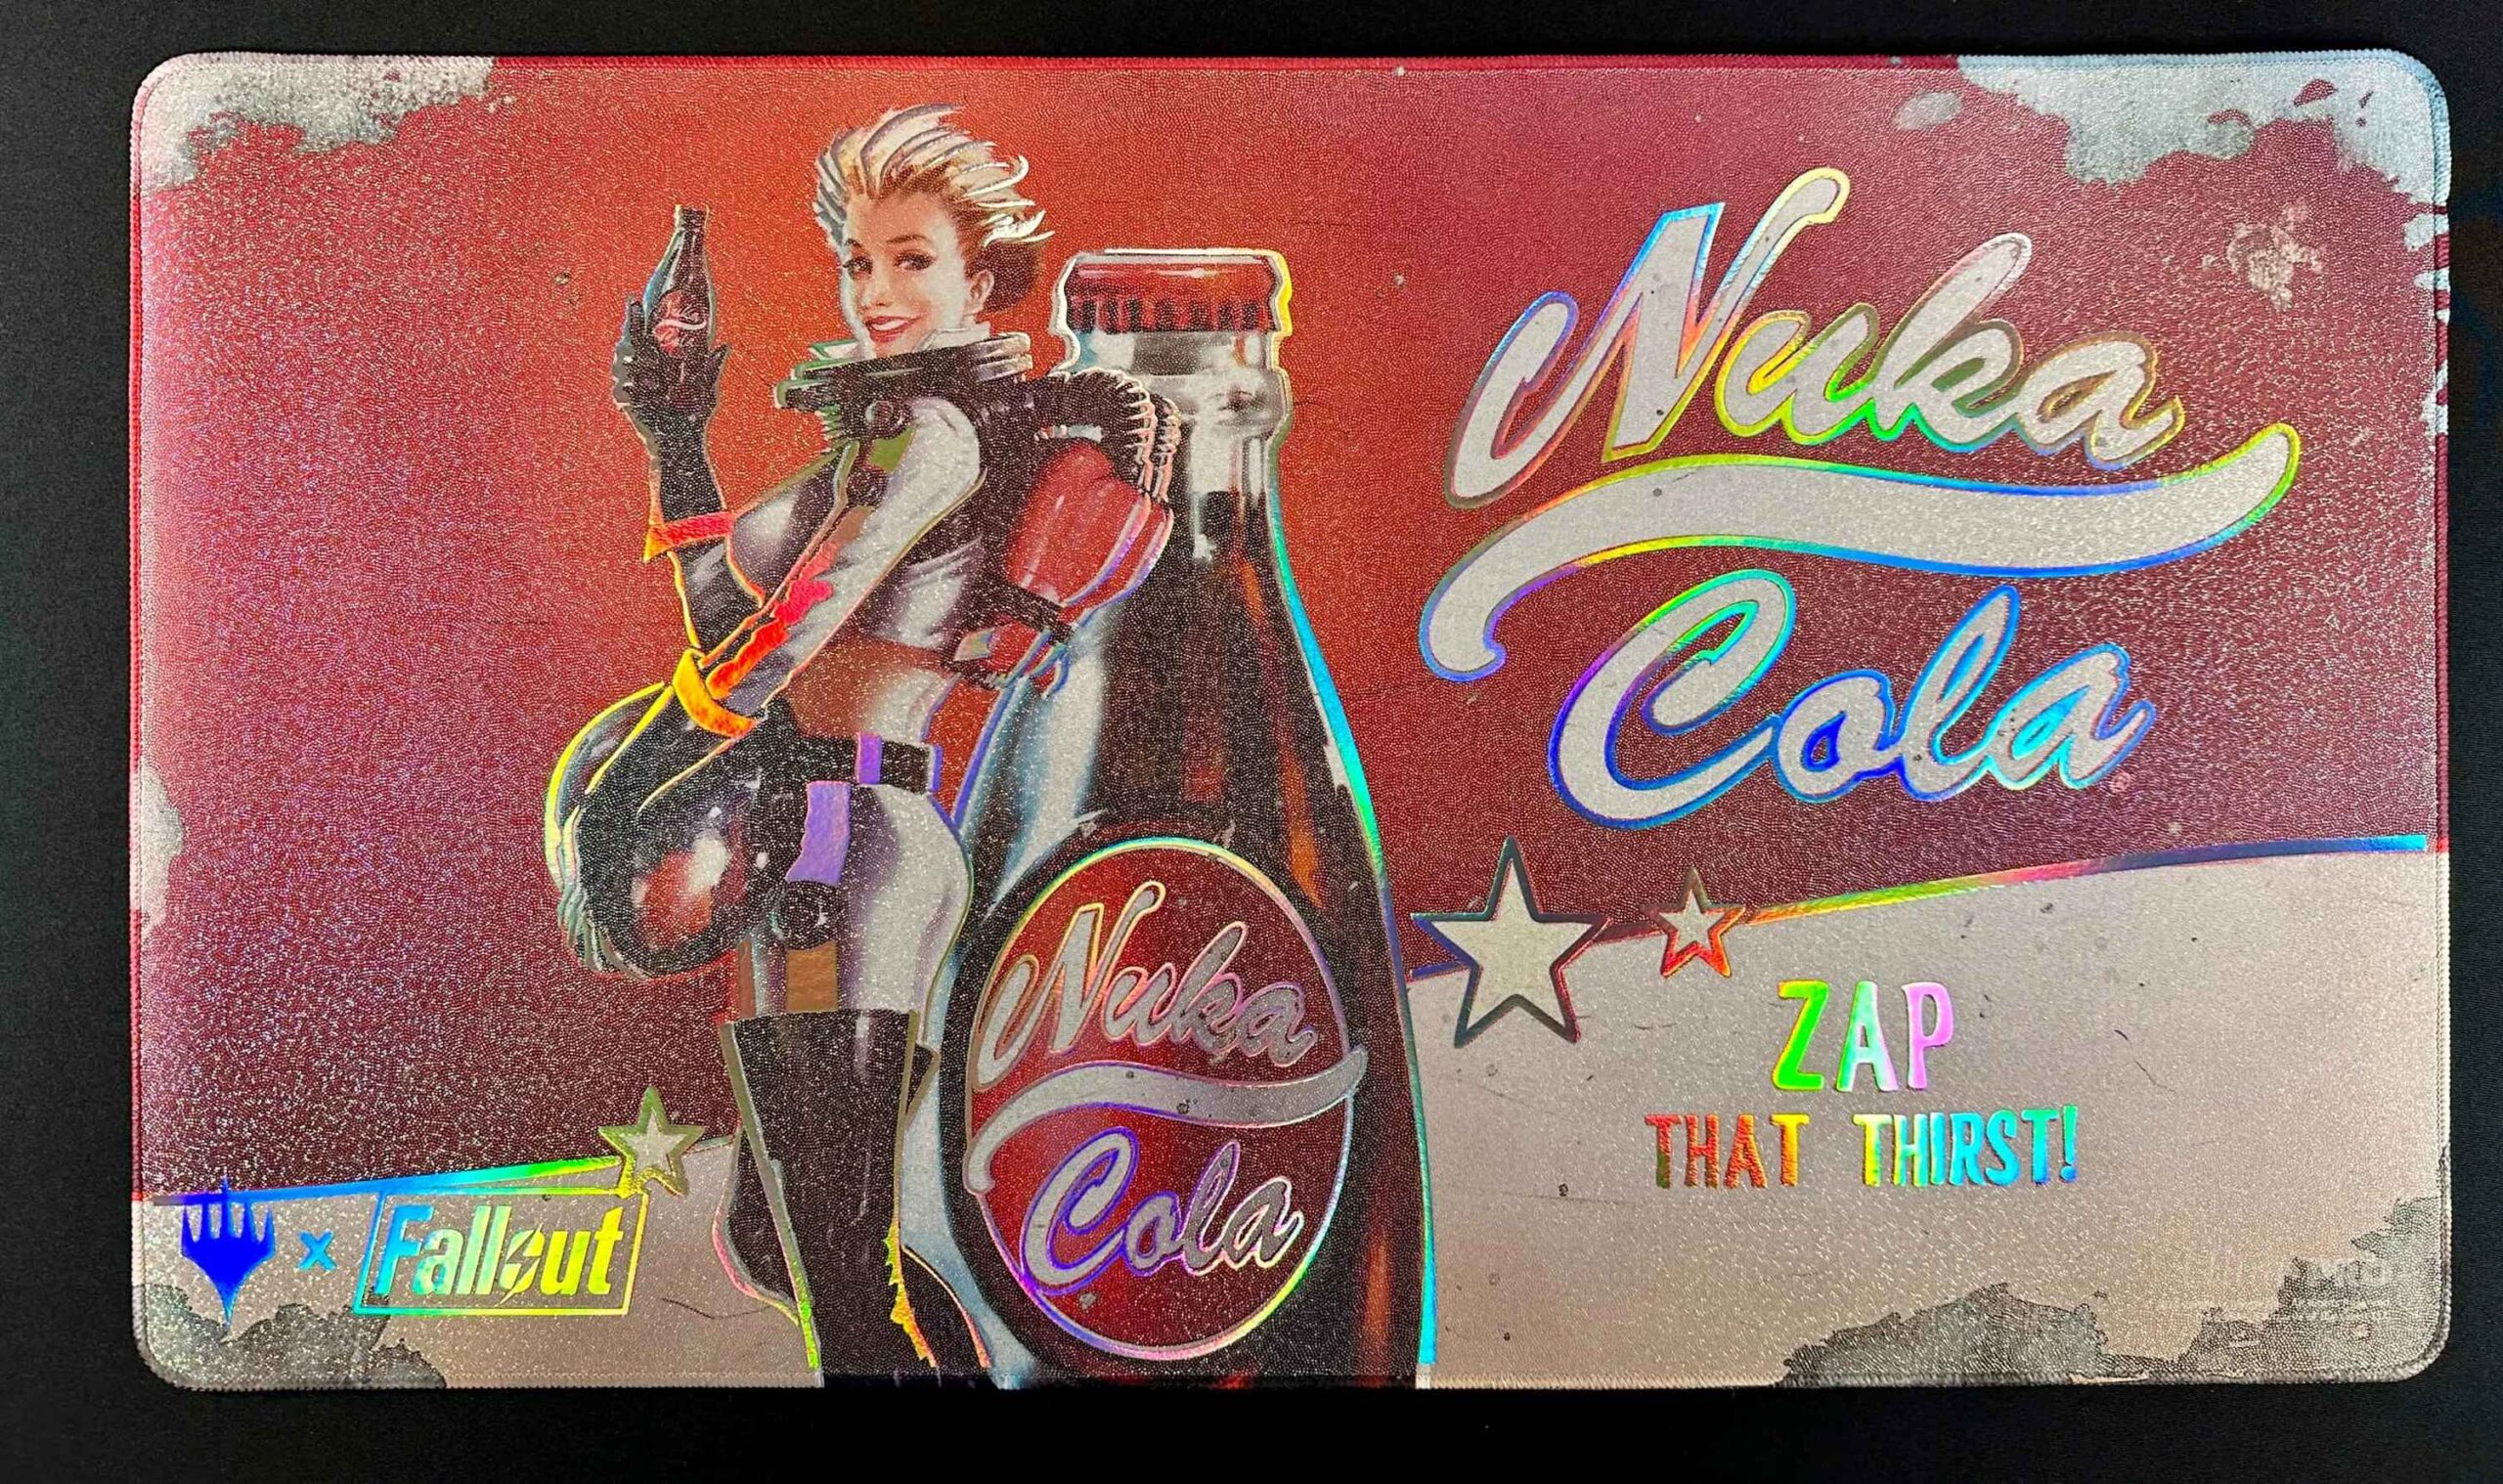 Nuka
Cola
Nuka
Cola
ZAP
THAT THIRST!
x Fallout